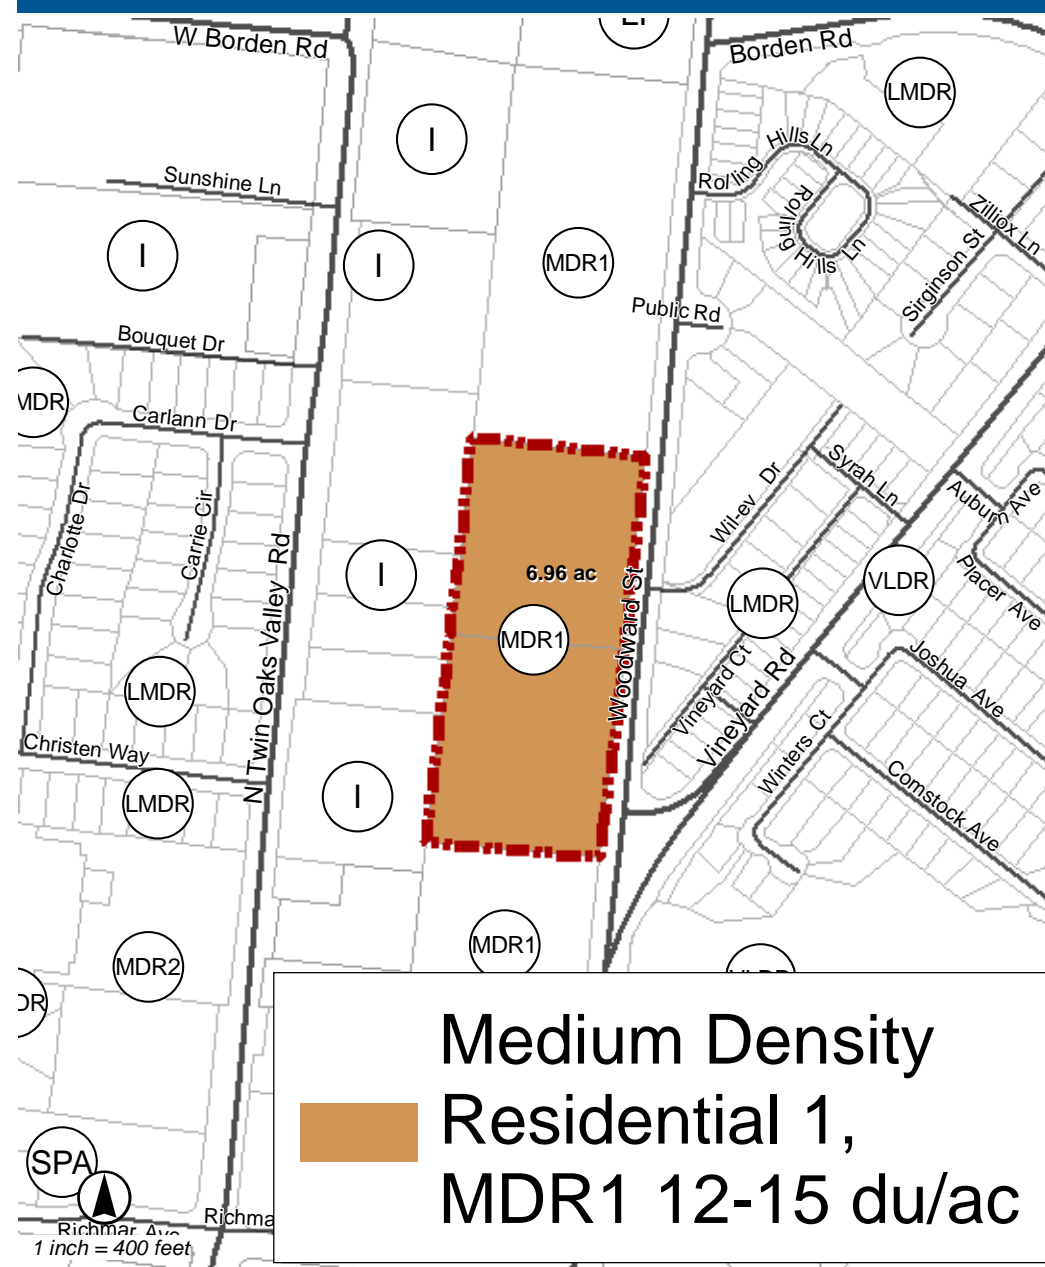 W Borden Rd
Borden Rd
LMDR
I
Hills Ln
Rolling
Sunshine Ln
Rolling Hills Ln
Zilliox Ln
Sirginson St
I
I
MDR1
Public Rd
Bouquet Dr
MDR
Carlann Dr
Syrah Ln
Wil-ev Dr
Auburn Ave
Charlotte Dr
Carrie Cir
N Twin Oaks Valley Rd
I
6.96 ac
Woodward St
LMDR
VLDR
Placer Ave
MDR1
Vineyard Ct
Vineyard Rd
Joshua Ave
LMDR
Winters Ct
Christen Way
LMDR
I
Comstock Ave
MDR1
MDR2
DR
Medium Density
Residential 1,
MDR1 12-15 du/ac
SPA
Richmar Ave
Richma
1 inch = 400 feet